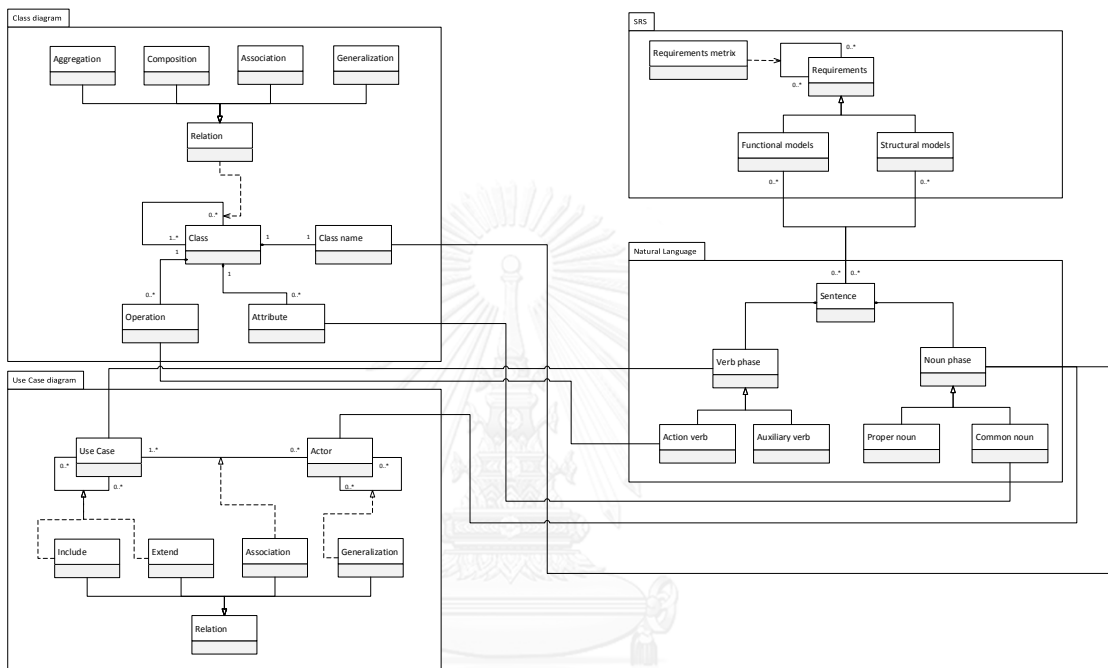 Class diagram
Aggregation
Composition
Association
Generalization
Relation
0..*
1..*
Class
1
1
Class name
1
1
0..*
0..*
Operation
Attribute
Use Case diagram
Use Case
1..*
0..*
Actor
0..*
0..*
0..*
0..*
Include
Extend
Association
Generalization
Relation
SRS
Requirements metrix
0..*
Requirements
0..*
Functional models
Structural models
0..*
0..*
Natural Language
0..*
0..*
Sentence
Verb phase
Noun phase
Action verb
Auxiliary verb
Proper noun
Common noun